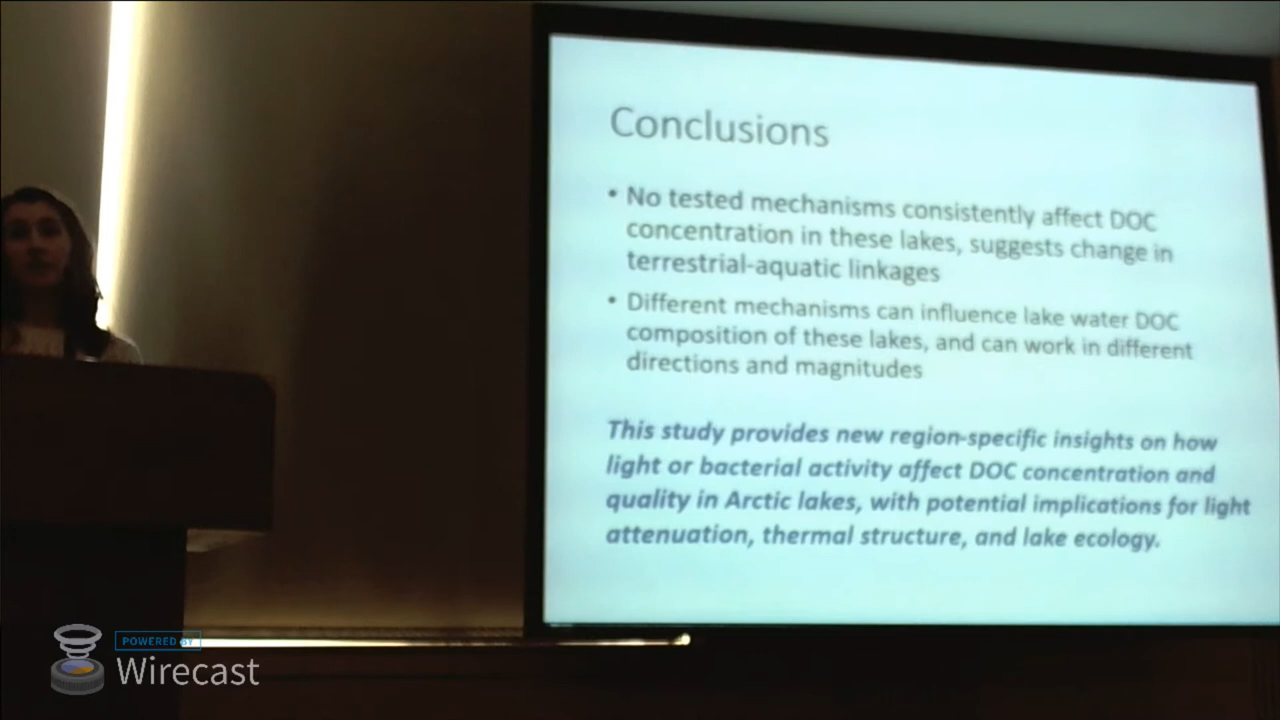 Conclusions
• No tested mechanisms consistently affect DOC
concentration in these lakes, suggests change in
terrestrial-aquatic linkages
• Different mechanisms can influence lake water DOC
composition of these lakes, and can work in different
directions and magnitudes
This study provides new region-specific insights on how
light or bacterial activity affect DOC concentration and
quality in Arctic lakes, with potential implications for light
attenuation, thermal structure, and lake ecology.
POWERED BY
Wirecast